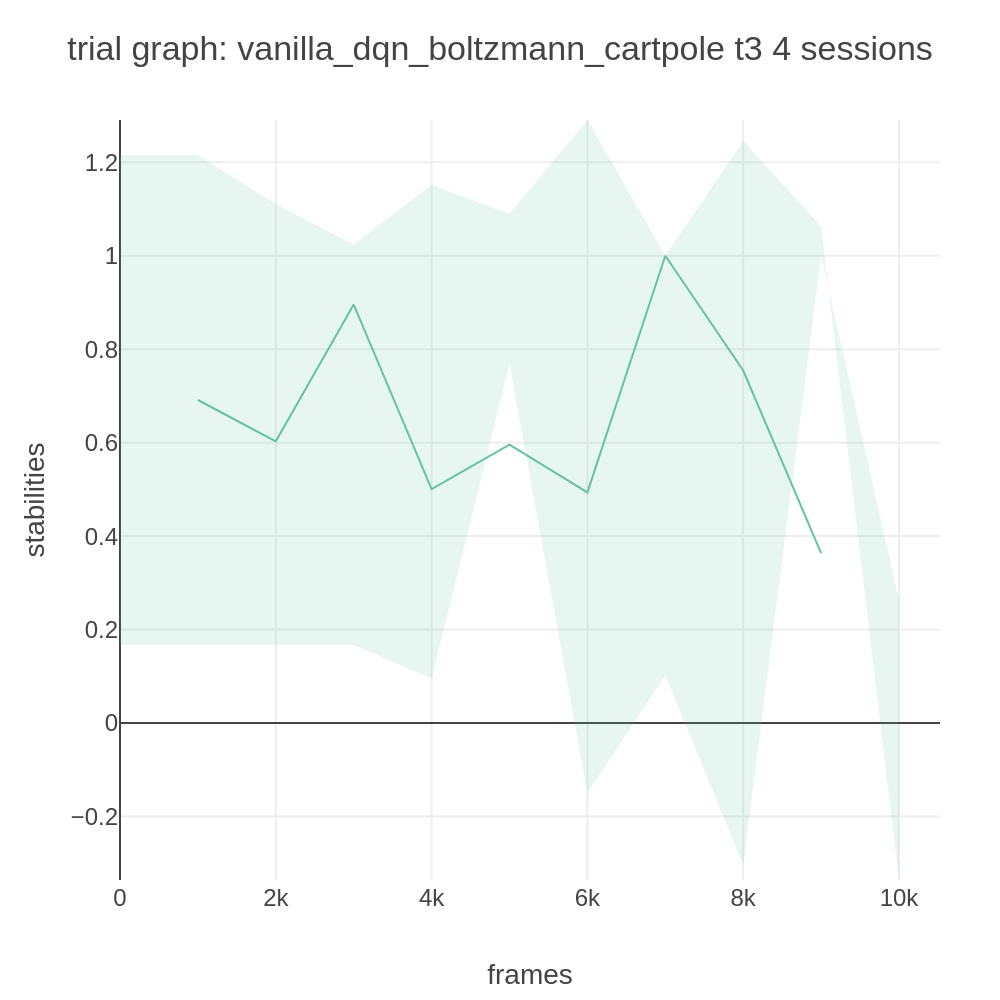 trial graph: vanilla_dqn_boltzmann_cartpole t3 4 sessions
1.2
1
0.8
0.6
0.4
0.2
0
−0.2
stabilities
0 2k 4k 6k 8k 10k
frames